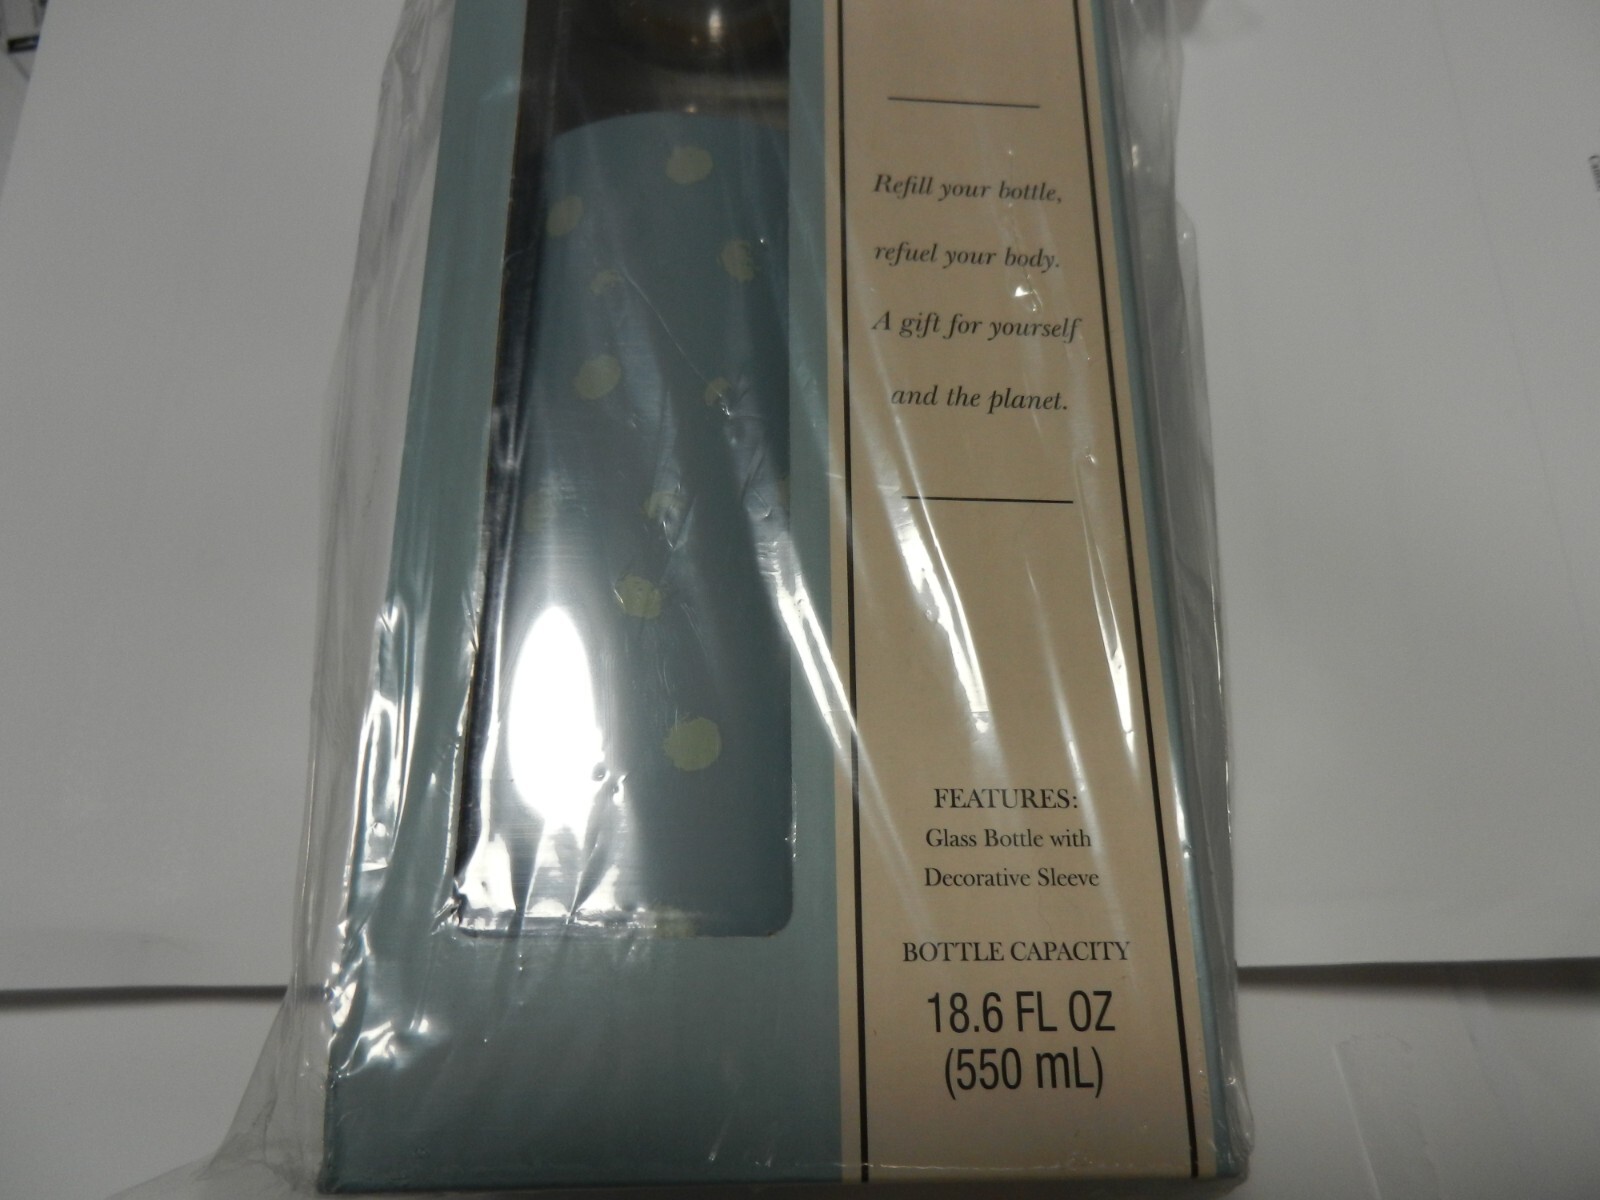 Refill your bottle,
refuel your body.
A gift for yourself
and the planet.
FEATURES:
Glass Bottle with
Decorative Sleeve
BOTTLE CAPACITY
18.6 FL OZ
(550 mL)